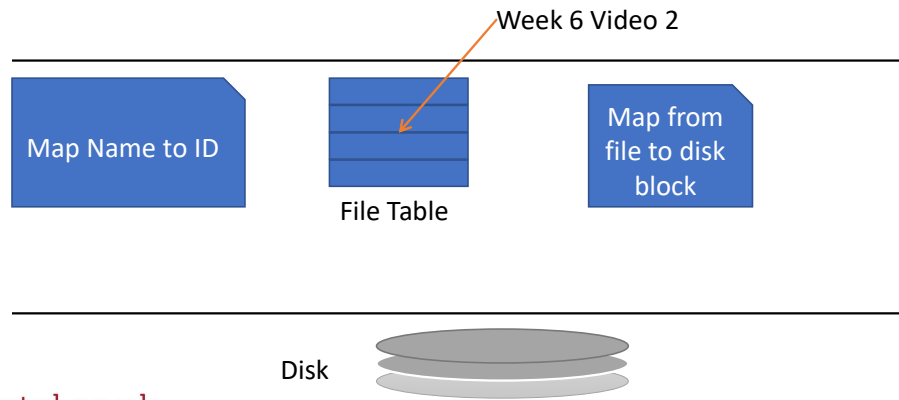 Week 6 Video 2
Map Name to ID
Map from
file to disk
block
File Table
Disk